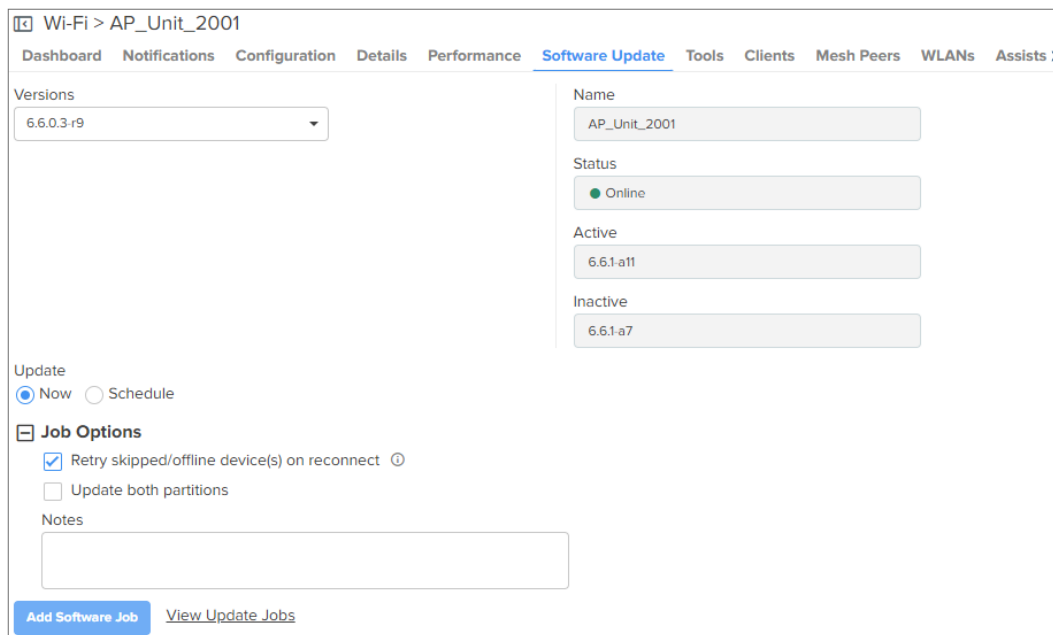 Wi-Fi > AP_Unit_2001
Dashboard Notifications Configuration Details Performance Software Update Tools Clients Mesh Peers WLANs Assists
Versions
6.6.0.3-r9
Name
AP_Unit_2001
Status
Online
Active
6.6.1-a11
Inactive
6.6.1-a7
Update
Now Schedule
Job Options
Retry skipped/offline device(s) on reconnect
Update both partitions
Notes
Add Software Job View Update Jobs